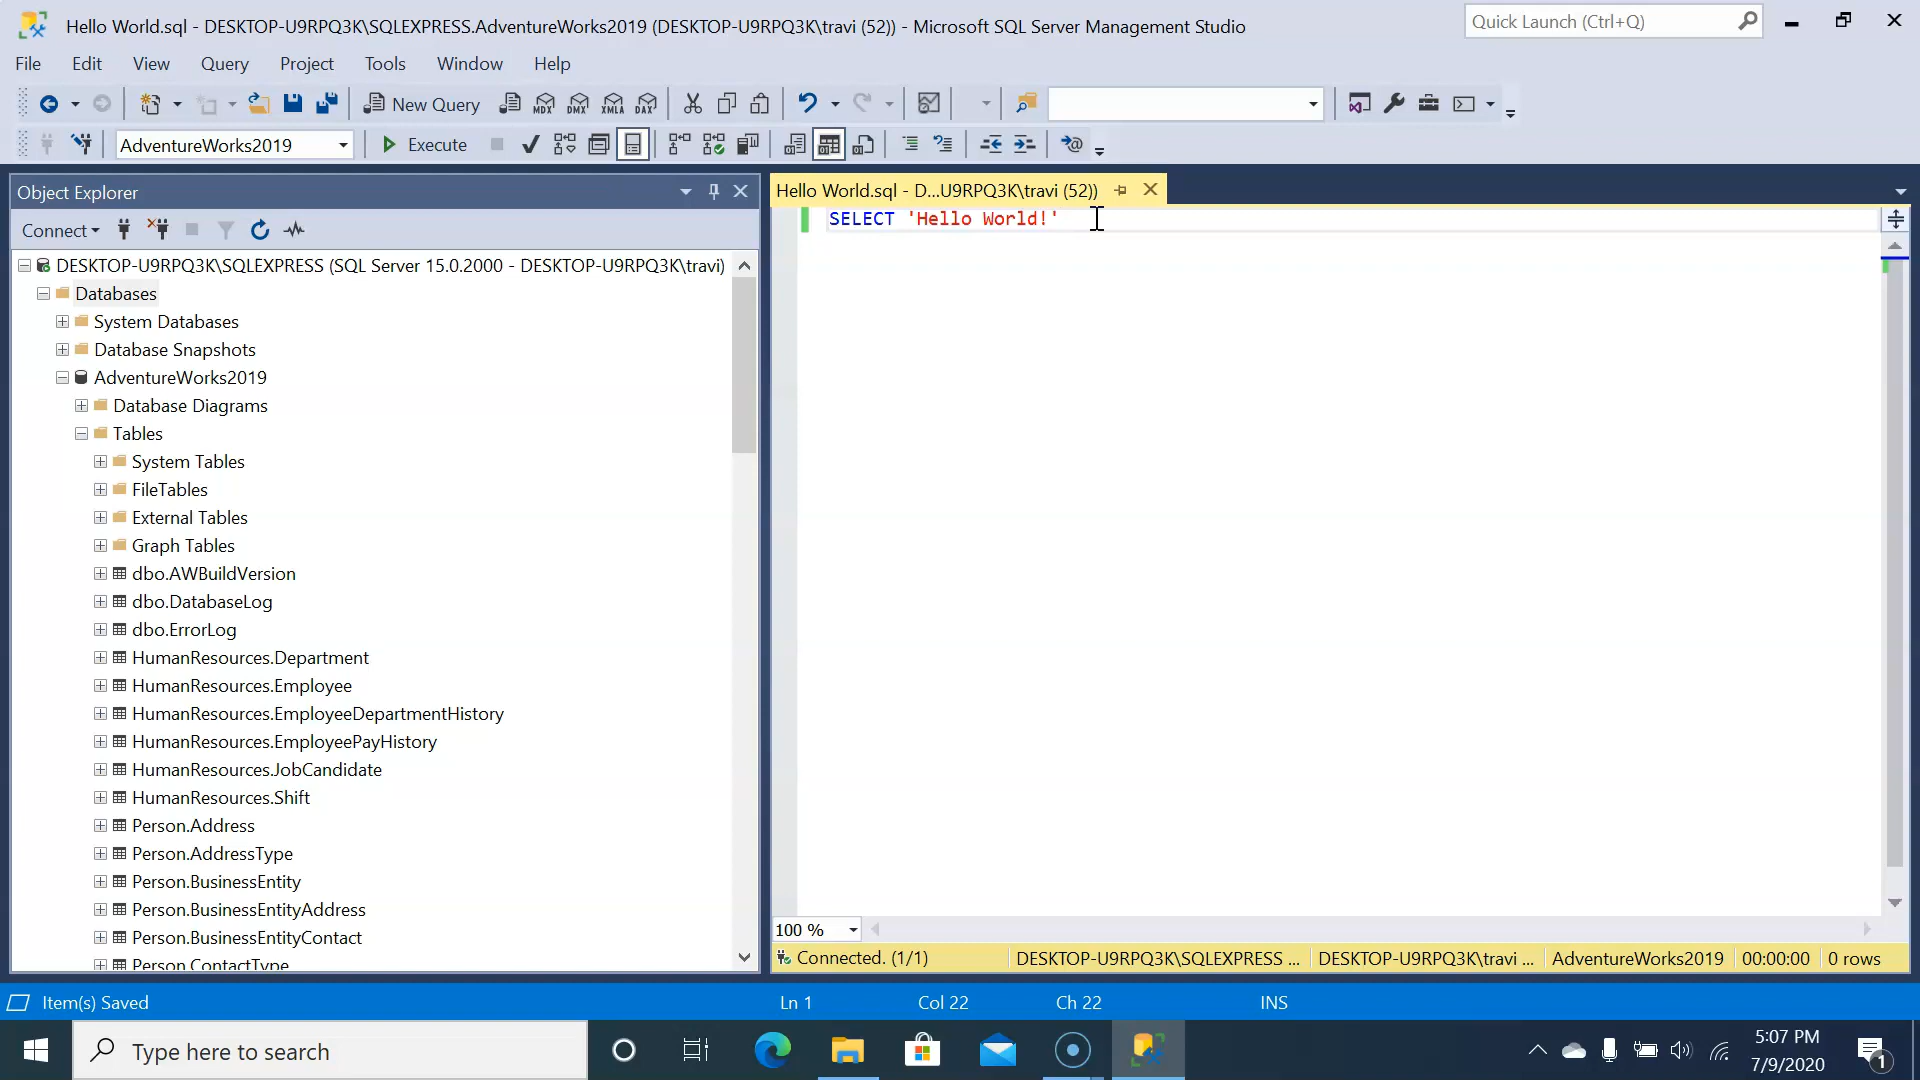 Hello World.sql - DESKTOP-U9RPQ3K\SQLEXPRESS.AdventureWorks2019 (DESKTOP-U9RPQ3K\travi (52)) - Microsoft SQL Server Management Studio
Quick Launch (Ctrl+Q)
File Edit View Query Project Tools Window Help
New Query MDX DMX XMLA DAX
AdventureWorks2019 Execute
Object Explorer
Hello World.sql - D...U9RPQ3K\travi (52))
Connect
SELECT 'Hello World!'
DESKTOP-U9RPQ3K\SQLEXPRESS (SQL Server 15.0.2000 - DESKTOP-U9RPQ3K\travi)
Databases
System Databases
Database Snapshots
AdventureWorks2019
Database Diagrams
Tables
System Tables
FileTables
External Tables
Graph Tables
dbo.AWBuildVersion
dbo.DatabaseLog
dbo.ErrorLog
HumanResources.Department
HumanResources.Employee
HumanResources.EmployeeDepartmentHistory
HumanResources.EmployeePayHistory
HumanResources.JobCandidate
HumanResources.Shift
Person.Address
Person.AddressType
Person.BusinessEntity
Person.BusinessEntityAddress
Person.BusinessEntityContact
Person.ContactType
100 %
Connected. (1/1) DESKTOP-U9RPQ3K\SQLEXPRESS ... DESKTOP-U9RPQ3K\travi ... AdventureWorks2019 00:00:00 0 rows
Item(s) Saved Ln 1 Col 22 Ch 22 INS
Type here to search
5:07 PM
7/9/2020
1